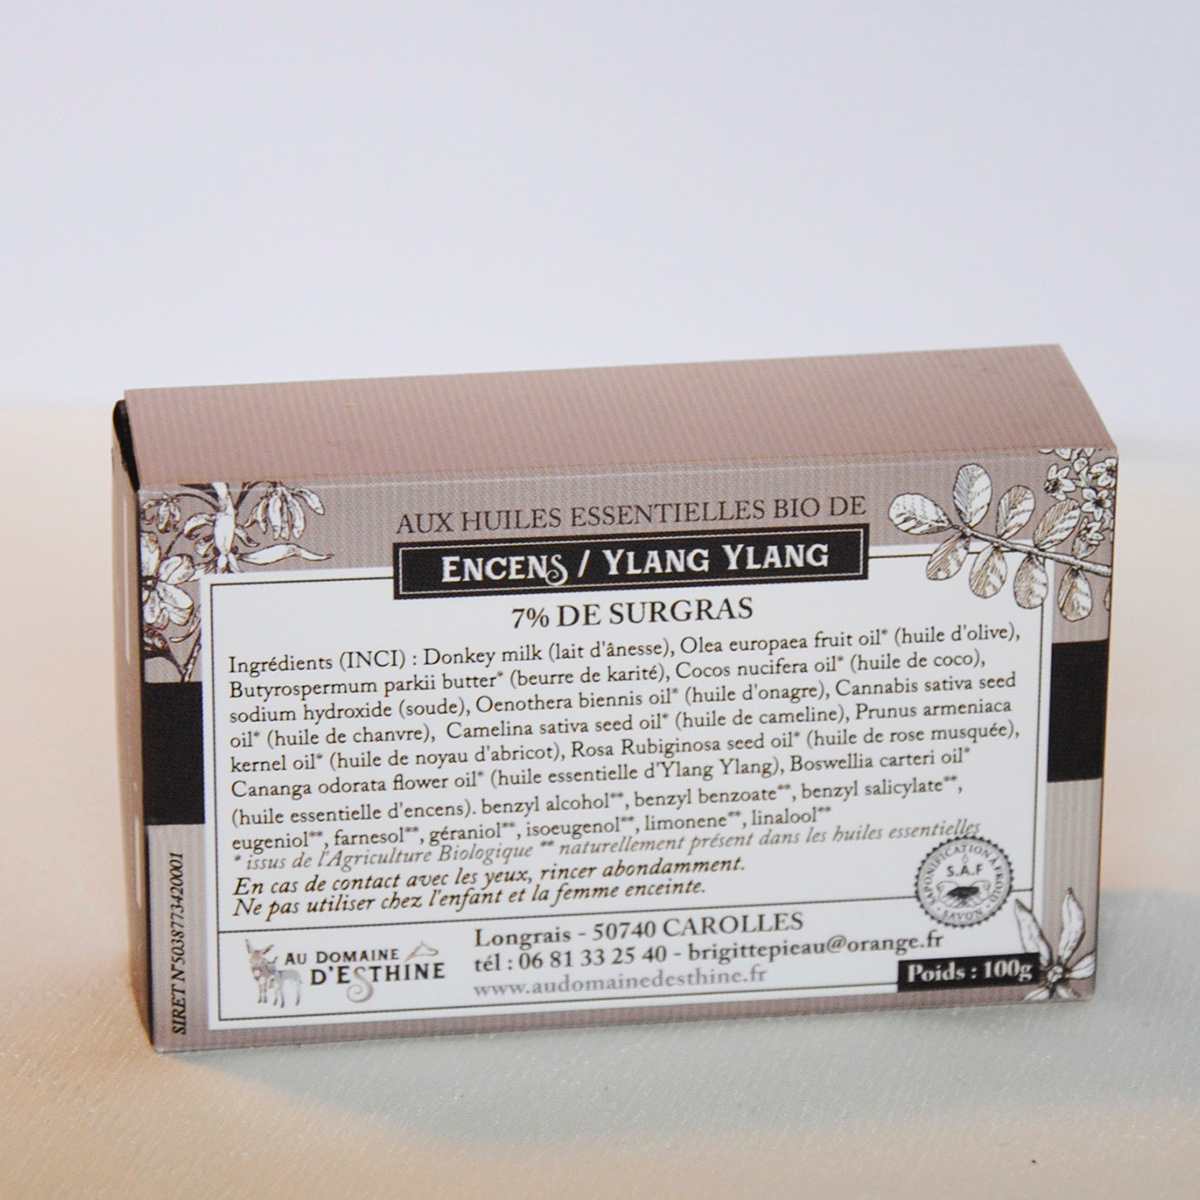 AUX HUILES ESSENTIELLES BIO DE
ENCENS / YLANG YLANG
7% DE SURGRAS
Ingrédients (INCI) : Donkey milk (lait d'ânesse), Olea europaea fruit oil* (huile d'olive),
Butyrospermum parkii butter* (beurre de karité), Cocos nucifera oil* (huile de coco),
sodium hydroxide (soude), Oenothera biennis oil* (huile d'onagre), Cannabis sativa seed
oil* (huile de chanvre), Camelina sativa seed oil* (huile de cameline), Prunus armeniaca
kernel oil* (huile de noyau d'abricot), Rosa Rubiginosa seed oil* (huile de rose musquée),
Cananga odorata flower oil* (huile essentielle d'Ylang Ylang), Boswellia carteri oil*
(huile essentielle d'encens). benzyl alcohol**, benzyl benzoate**, benzyl salicylate**,
eugeniol**, farnesol**, géraniol**, isoeugenol**, limonene**, linalool**
* issus de l'Agriculture Biologique ** naturellement présent dans les huiles essentielles
En cas de contact avec les yeux, rincer abondamment.
Ne pas utiliser chez l'enfant et la femme enceinte.
SAPONIFICATION À FROID
S.A.F
SAVON
AU DOMAINE
D'ESTHINE
Longrais - 50740 CAROLLES
tél : 06 81 33 25 40 - brigittepieau@orange.fr
www.audomainedesthine.fr
Poids : 100g
SIRET N°50387773420001